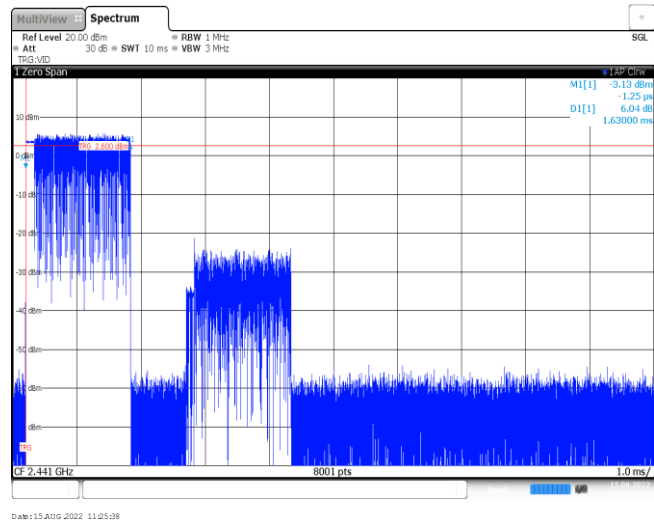 MultiView Spectrum
Ref Level 20.00 dBm RBW 1 MHz SGL
Att 30 dB SWT 10 ms VBW 3 MHz
TRG:VID
1 Zero Span 1AP Clrw
M1[1] -3.13 dBm
-1.25 µs
D1[1] 6.04 dB
1.63000 ms
10 dBm
TRG 2.600 dBm
0 dBm
-10 dBm
-20 dBm
-30 dBm
-40 dBm
-50 dBm
dBm
dBm
TRG
CF 2.441 GHz 8001 pts 1.0 ms/
15.08.2022
Date: 15.AUG.2022 11:25:38